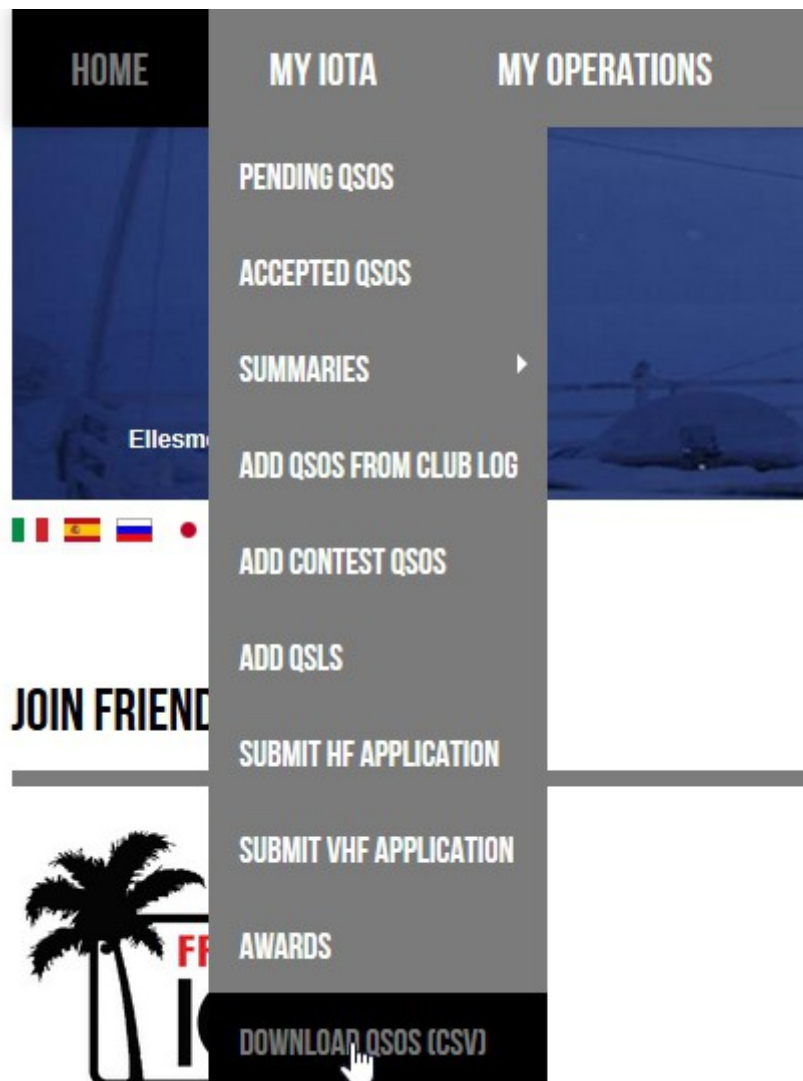 HOME MY IOTA MY OPERATIONS
PENDING QSOS
ACCEPTED QSOS
SUMMARIES
Ellesm
ADD QSOS FROM CLUB LOG
ADD CONTEST QSOS
ADD QSLS
JOIN FRIEND
SUBMIT HF APPLICATION
SUBMIT VHF APPLICATION
AWARDS
FR
DOWNLOAD QSOS (CSV)